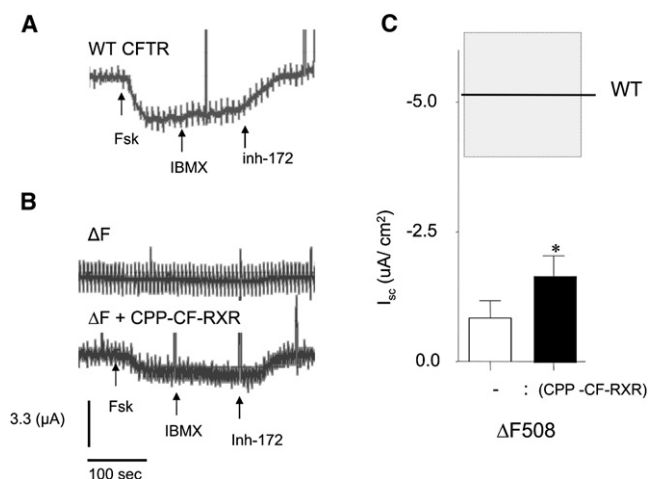 A
WT CFTR
Fsk
IBMX
inh-172
B
ΔF
ΔF + CPP-CF-RXR
Fsk
IBMX
Inh-172
3.3 (µA)
100 sec
C
WT
-5.0
-2.5
0.0
Isc (uA/ cm²)
*
- : (CPP -CF-RXR)
ΔF508